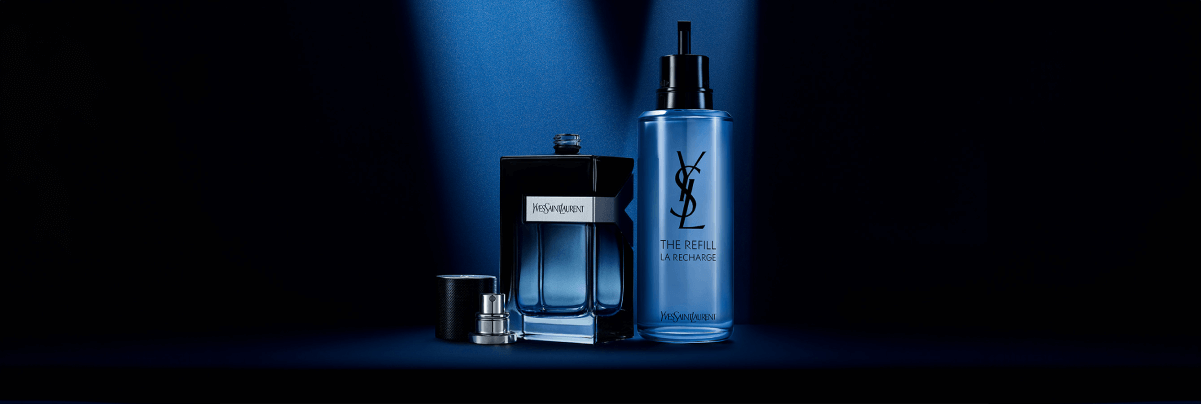 YVESSAINTLAURENT
YSL
THE REFILL
LA RECHARGE
YVESSAINTLAURENT